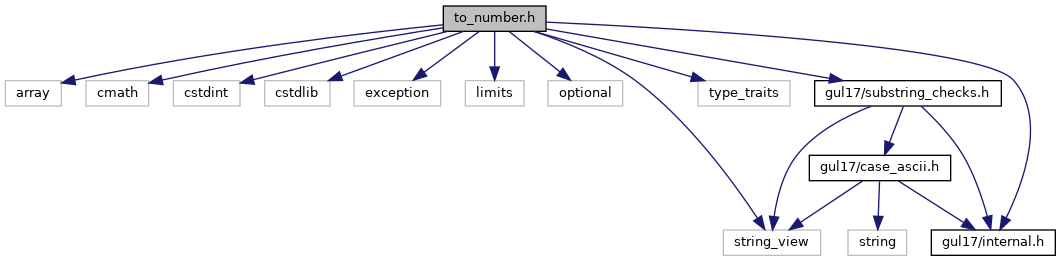 to_number.h
array
cmath
cstdint
cstdlib
exception
limits
optional
type_traits
gul17/substring_checks.h
gul17/case_ascii.h
string_view
string
gul17/internal.h